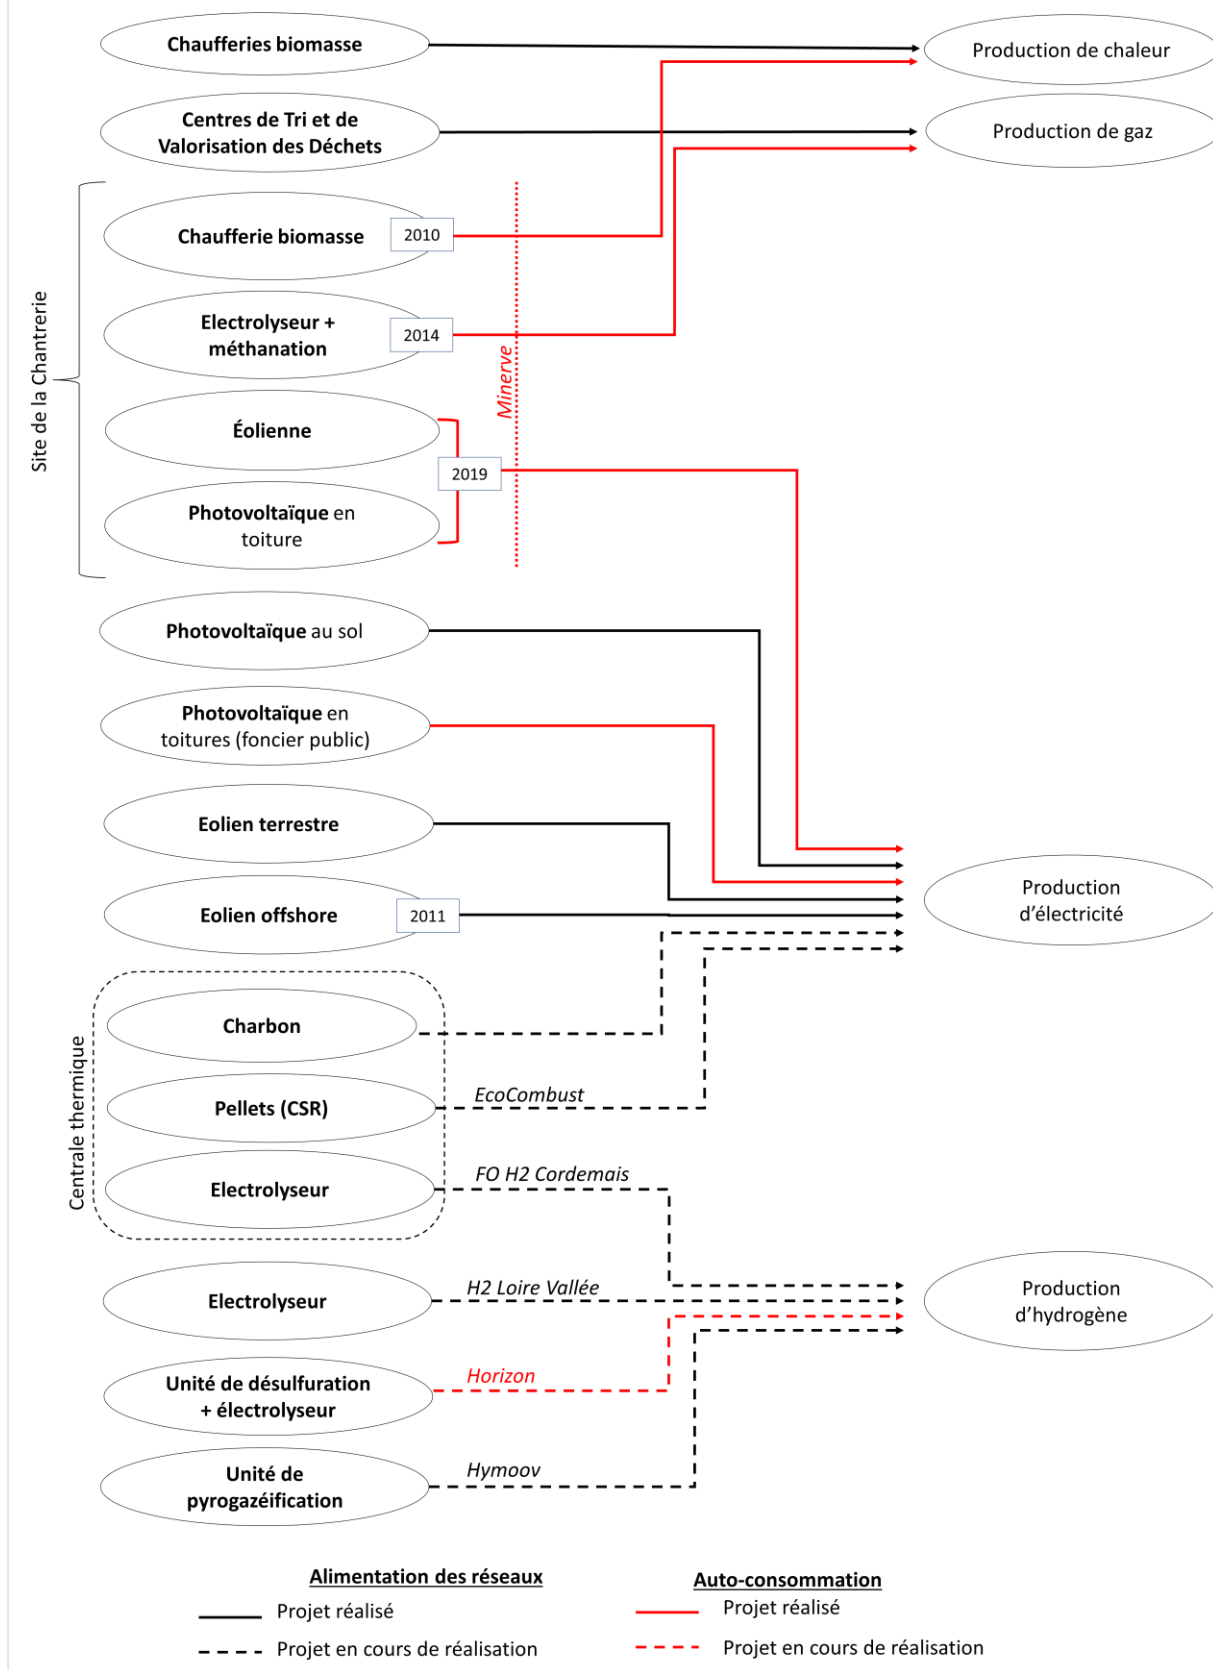 Chaufferies biomasse
Production de chaleur
Centres de Tri et de
Valorisation des Déchets
Production de gaz
Site de la Chantrerie
Chaufferie biomasse
2010
Electrolyseur +
méthanation
2014
Minerve
Éolienne
2019
Photovoltaïque en
toiture
Photovoltaïque au sol
Photovoltaïque en
toitures (foncier public)
Eolien terrestre
Eolien offshore
2011
Production
d’électricité
Centrale thermique
Charbon
Pellets (CSR)
EcoCombust
Electrolyseur
FO H2 Cordemais
Electrolyseur
H2 Loire Vallée
Production
d’hydrogène
Unité de désulfuration
+ électrolyseur
Horizon
Unité de
pyrogazéification
Hymoov
Alimentation des réseaux
Projet réalisé
Projet en cours de réalisation
Auto-consommation
Projet réalisé
Projet en cours de réalisation